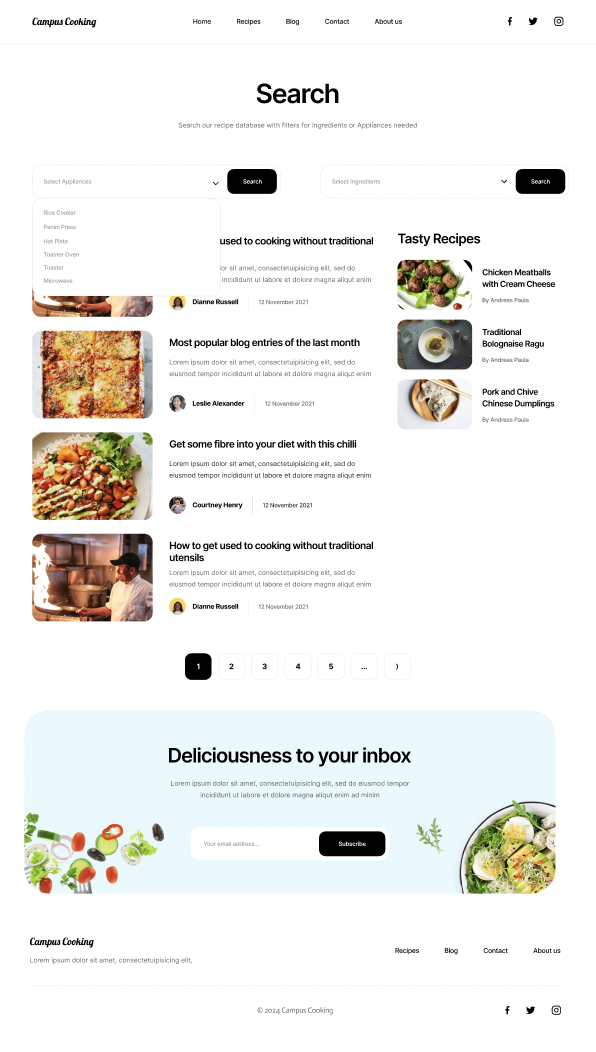 Campus Cooking
Home
Recipes
Blog
Contact
About us
Search
Search our recipe database with filters for Ingredients or Appliances needed
Select Appliances
Search
Select Ingredients
Search
Rice Cooker
Panini Press
Hot Plate
Toaster Oven
Toaster
Microwave
used to cooking without traditional
dolor sit amet, consectetuipisicing elit, sed do
incididunt ut labore et dolore magna aliqut enim
Dianne Russell
12 November 2021
Most popular blog entries of the last month
Lorem ipsum dolor sit amet, consectetuipisicing elit, sed do
eiusmod tempor incididunt ut labore et dolore magna aliqut enim
Leslie Alexander
12 November 2021
Get some fibre into your diet with this chilli
Lorem ipsum dolor sit amet, consectetuipisicing elit, sed do
eiusmod tempor incididunt ut labore et dolore magna aliqut enim
Courtney Henry
12 November 2021
How to get used to cooking without traditional
utensils
Lorem ipsum dolor sit amet, consectetuipisicing elit, sed do
eiusmod tempor incididunt ut labore et dolore magna aliqut enim
Dianne Russell
12 November 2021
Tasty Recipes
Chicken Meatballs
with Cream Cheese
By Andreas Paula
Traditional
Bolognaise Ragu
By Andreas Paula
Pork and Chive
Chinese Dumplings
By Andreas Paula
1
2
3
4
5
...
Deliciousness to your inbox
Lorem ipsum dolor sit amet, consectetuipisicing elit, sed do eiusmod tempor
incididunt ut labore et dolore magna aliqut enim ad minim
Your email address...
Subscribe
Campus Cooking
Lorem ipsum dolor sit amet, consectetuipisicing elit,
Recipes
Blog
Contact
About us
© 2024 Campus Cooking